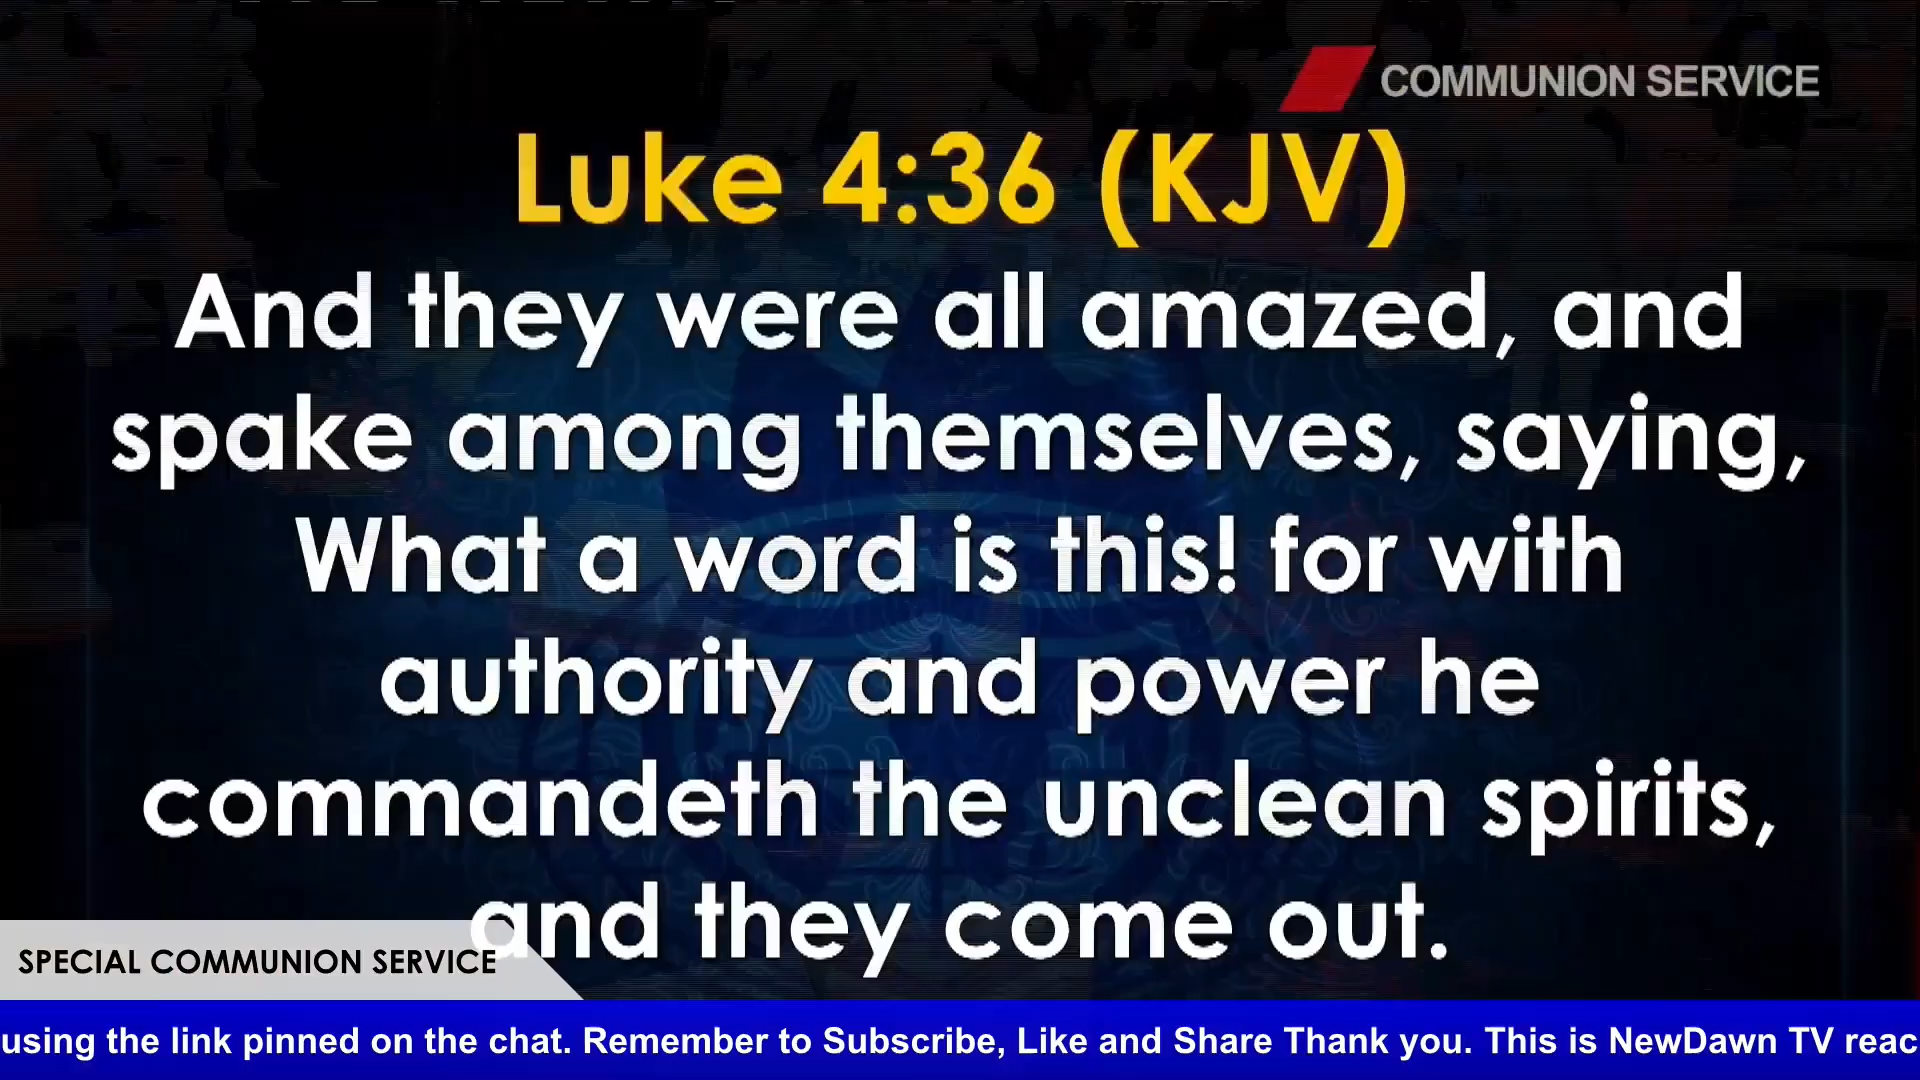 COMMUNION SERVICE
Luke 4:36 (KJV)
And they were all amazed, and
spake among themselves, saying,
What a word is this! for with
authority and power he
commandeth the unclean spirits,
and they come out.
SPECIAL COMMUNION SERVICE
using the link pinned on the chat. Remember to Subscribe, Like and Share Thank you. This is NewDawn TV reac